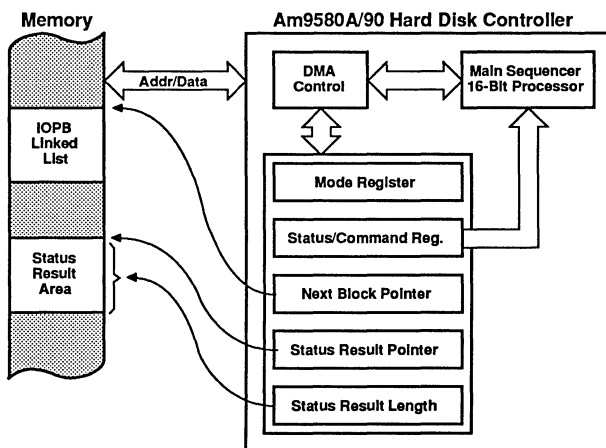 Memory
Am9580A/90 Hard Disk Controller
Addr/Data
DMA
Control
Main Sequencer
16-Bit Processor
IOPB
Linked
List
Mode Register
Status/Command Reg.
Status
Result
Area
Next Block Pointer
Status Result Pointer
Status Result Length